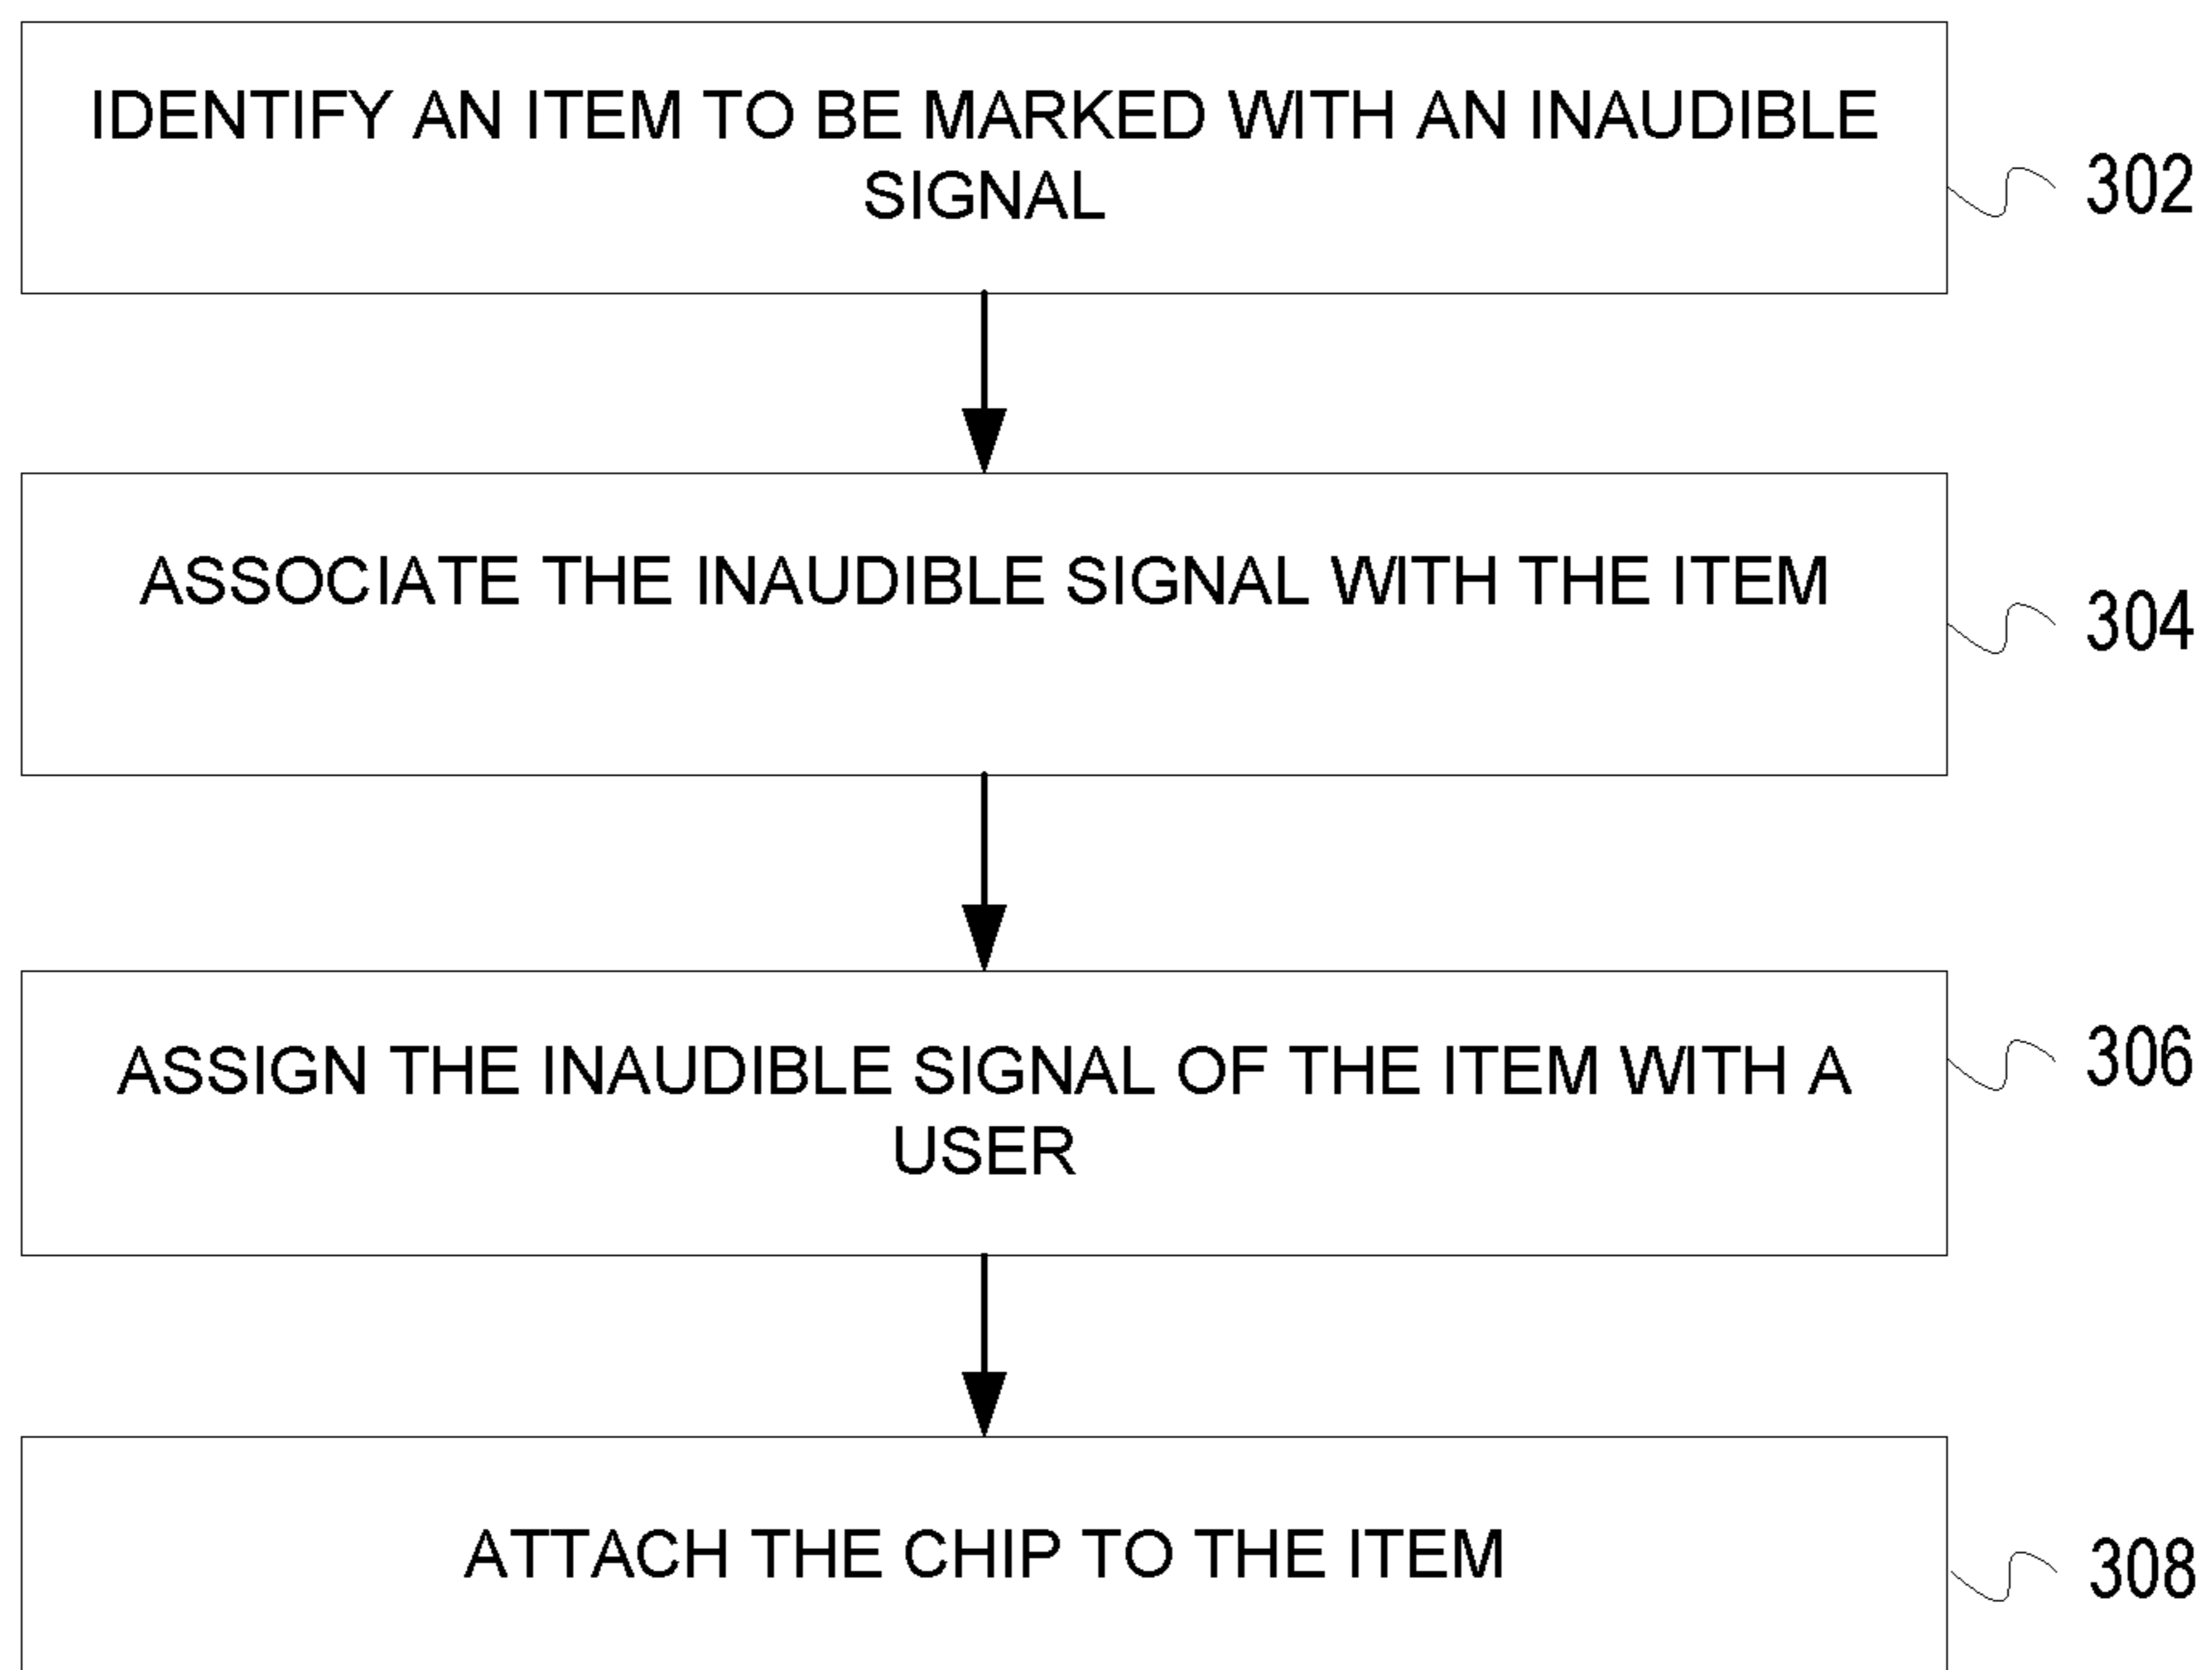 IDENTIFY AN ITEM TO BE MARKED WITH AN INAUDIBLE
SIGNAL
302
ASSOCIATE THE INAUDIBLE SIGNAL WITH THE ITEM
304
ASSIGN THE INAUDIBLE SIGNAL OF THE ITEM WITH A
USER
306
ATTACH THE CHIP TO THE ITEM
308